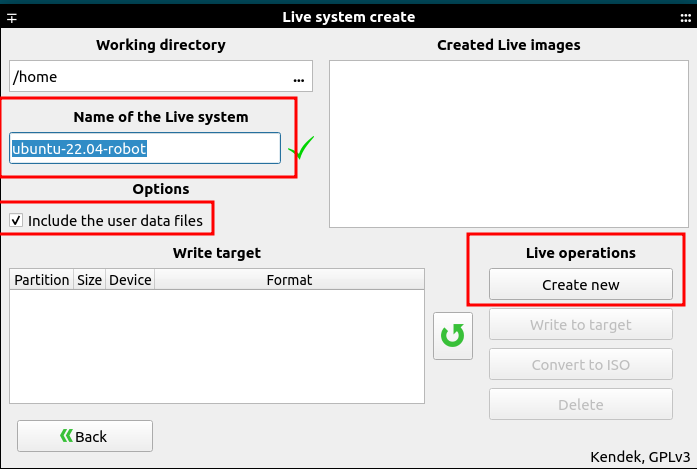 Live system create
Working directory
Created Live images
/home
...
Name of the Live system
ubuntu-22.04-robot
Options
Include the user data files
Write target
Live operations
Partition Size Device Format
Create new
Write to target
Convert to ISO
Delete
Back
Kendek, GPLv3